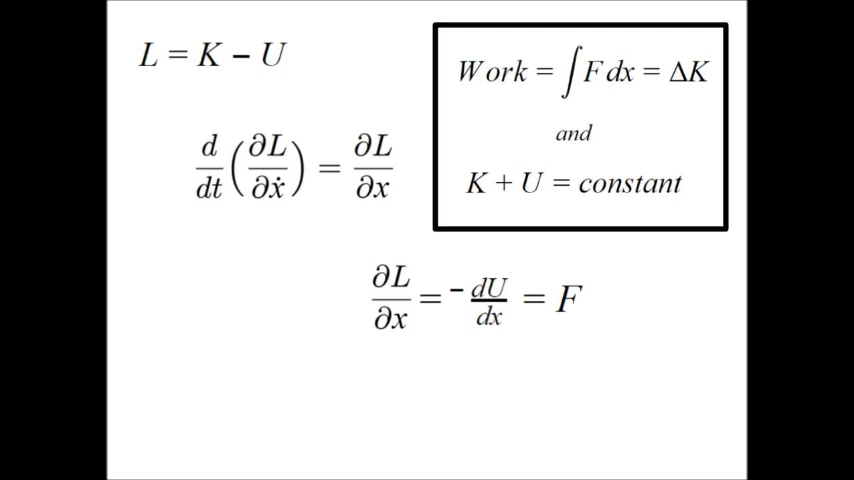 L = K − U
d/dt(∂L/∂ẋ) = ∂L/∂x
Work = ∫F dx = ΔK
and
K + U = constant
∂L/∂x = −dU/dx = F